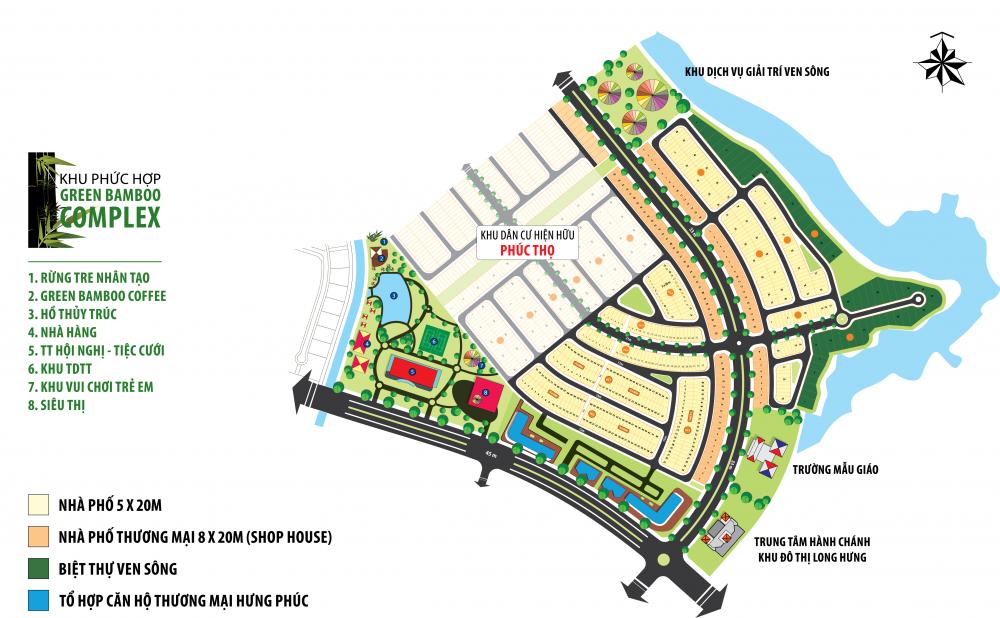 KHU DỊCH VỤ GIẢI TRÍ VEN SÔNG
KHU PHỨC HỢP
GREEN BAMBOO
COMPLEX
KHU DÂN CƯ HIỆN HỮU
PHÚC THỌ
1. RỪNG TRE NHÂN TẠO
2. GREEN BAMBOO COFFEE
3. HỒ THỦY TRÚC
4. NHÀ HÀNG
5. TT HỘI NGHỊ - TIỆC CƯỚI
6. KHU TDTT
7. KHU VUI CHƠI TRẺ EM
8. SIÊU THỊ
1
2
3
4
5
6
7
8
45 m
TRƯỜNG MẪU GIÁO
TRUNG TÂM HÀNH CHÁNH
KHU ĐÔ THỊ LONG HƯNG
NHÀ PHỐ 5 X 20M
NHÀ PHỐ THƯƠNG MẠI 8 X 20M (SHOP HOUSE)
BIỆT THỰ VEN SÔNG
TỔ HỢP CĂN HỘ THƯƠNG MẠI HƯNG PHÚC